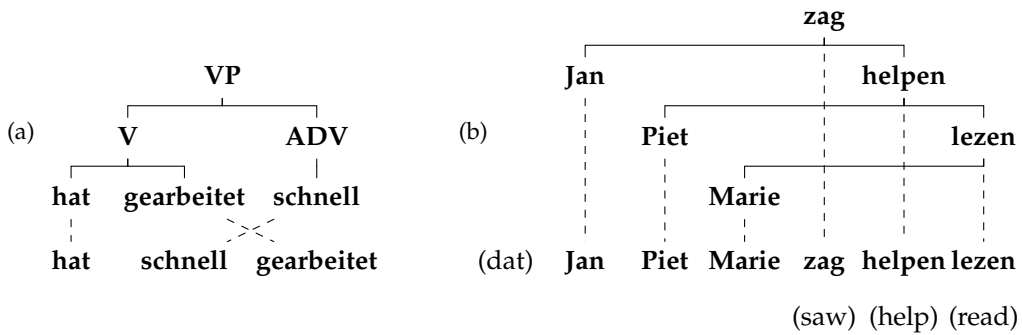 zag
VP Jan helpen
(a) V ADV (b) Piet lezen
hat gearbeitet schnell Marie
hat schnell gearbeitet (dat) Jan Piet Marie zag helpen lezen
(saw) (help) (read)